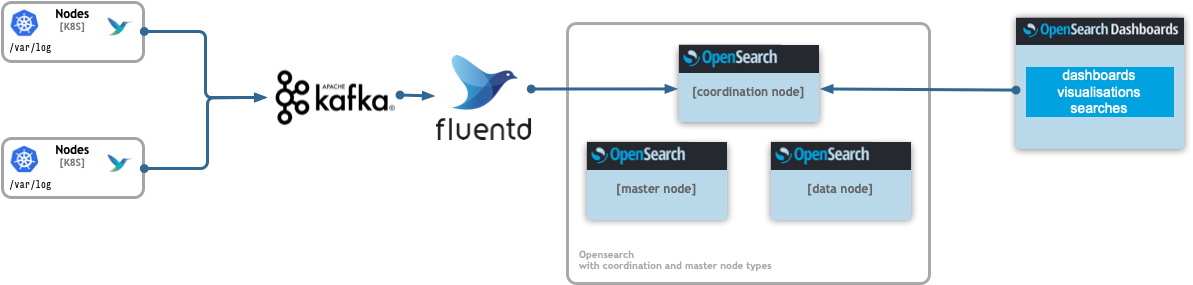 Nodes
[K8S]
/var/log
Nodes
[K8S]
/var/log
APACHE
kafka®
fluentd
OpenSearch
[coordination node]
OpenSearch
[master node]
OpenSearch
[data node]
Opensearch
with coordination and master node types
OpenSearch Dashboards
dashboards
visualisations
searches